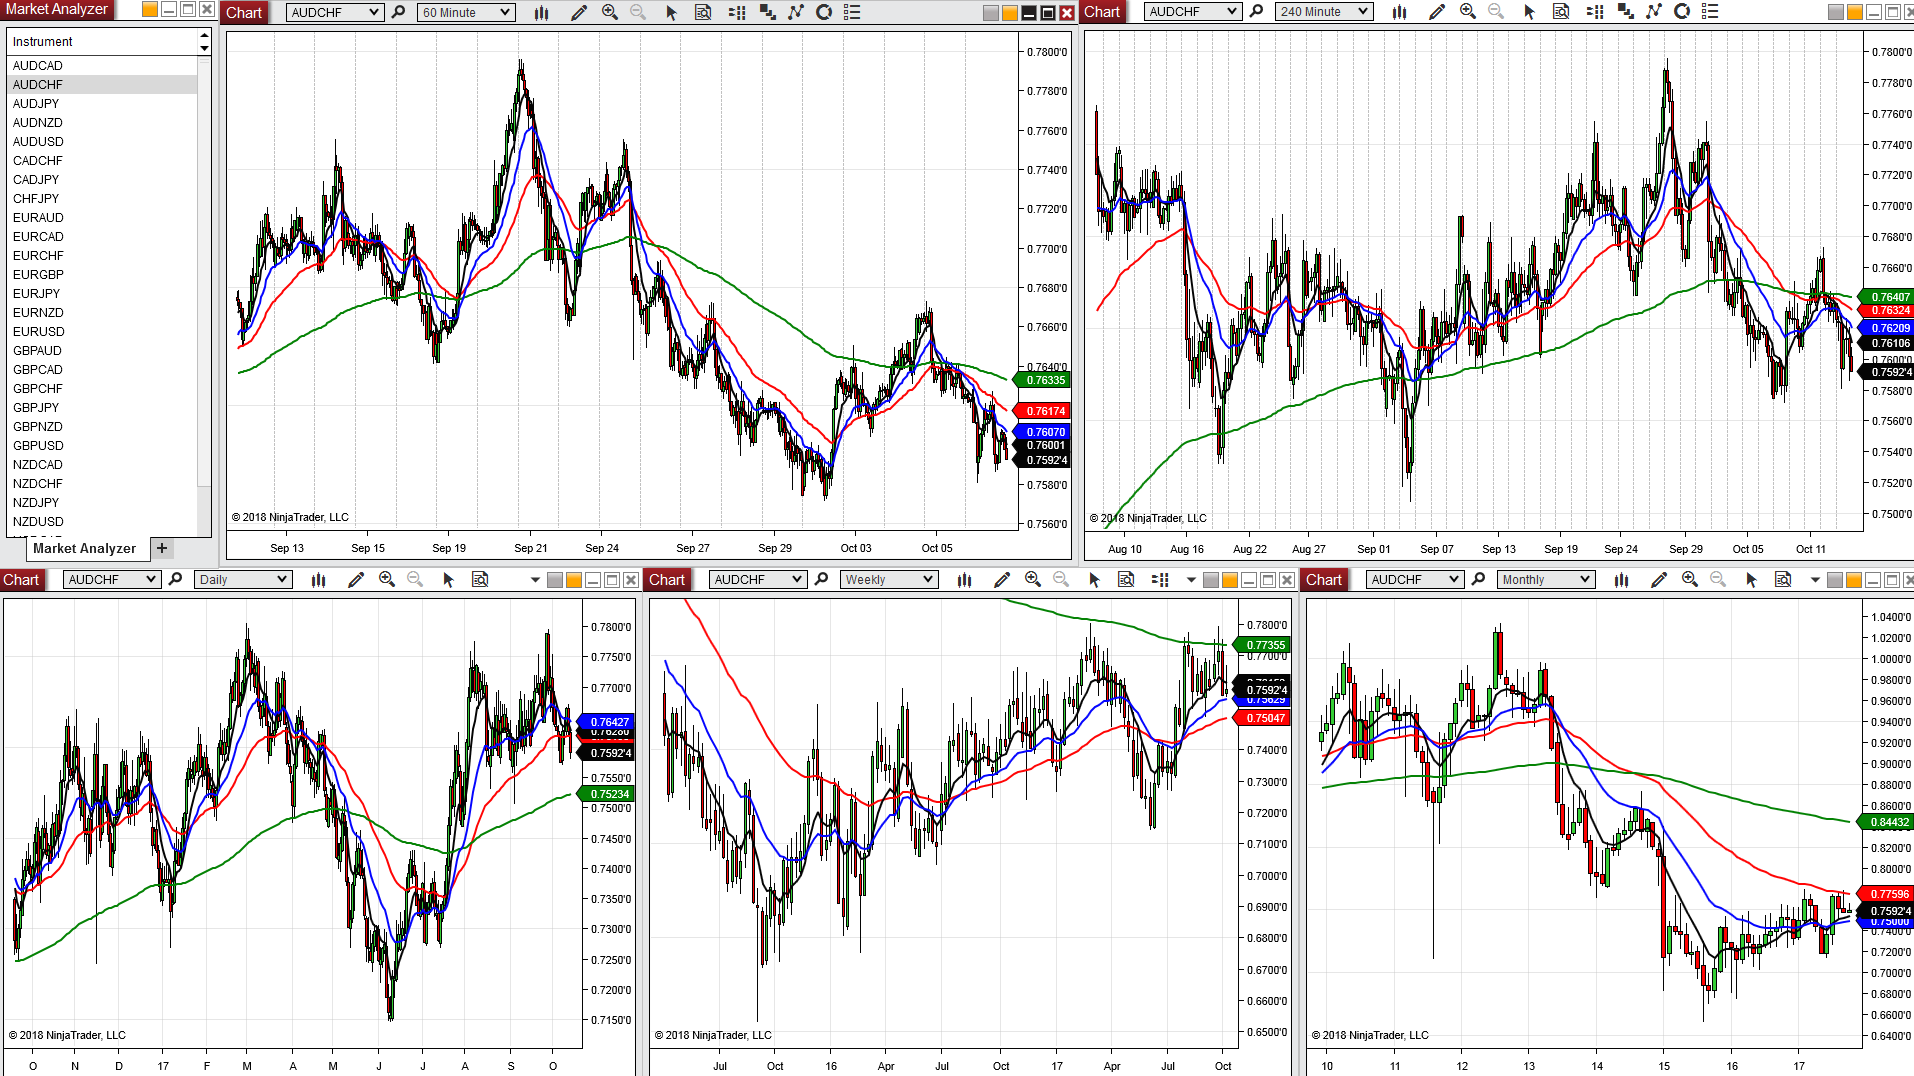 Market Analyzer
Instrument
AUDCAD
AUDCHF
AUDJPY
AUDNZD
AUDUSD
CADCHF
CADJPY
CHFJPY
EURAUD
EURCAD
EURCHF
EURGBP
EURJPY
EURNZD
EURUSD
GBPAUD
GBPCAD
GBPCHF
GBPJPY
GBPNZD
GBPUSD
NZDCAD
NZDCHF
NZDJPY
NZDUSD
Market Analyzer +
Chart AUDCHF 60 Minute
0.7800'0
0.7780'0
0.7760'0
0.7740'0
0.7720'0
0.7700'0
0.7680'0
0.7660'0
0.7640'0
0.76335
0.76174
0.76070
0.76001
0.7592'4
0.7580'0
0.7560'0
© 2018 NinjaTrader, LLC
Sep 13 Sep 15 Sep 19 Sep 21 Sep 24 Sep 27 Sep 29 Oct 03 Oct 05
Chart AUDCHF 240 Minute
0.7800'0
0.7780'0
0.7760'0
0.7740'0
0.7720'0
0.7700'0
0.7680'0
0.7660'0
0.76407
0.76324
0.76209
0.76106
0.7600'0
0.7592'4
0.7580'0
0.7560'0
0.7540'0
0.7520'0
0.7500'0
© 2018 NinjaTrader, LLC
Aug 10 Aug 16 Aug 22 Aug 27 Sep 01 Sep 07 Sep 13 Sep 19 Sep 24 Sep 29 Oct 05 Oct 11
Chart AUDCHF Daily
0.7800'0
0.7750'0
0.7700'0
0.76427
0.7592'4
0.7550'0
0.75234
0.7500'0
0.7450'0
0.7400'0
0.7350'0
0.7300'0
0.7250'0
0.7200'0
0.7150'0
© 2018 NinjaTrader, LLC
O N D 17 F M A M J J A S O
Chart AUDCHF Weekly
0.7800'0
0.77355
0.7700'0
0.7592'4
0.75629
0.75047
0.7400'0
0.7300'0
0.7200'0
0.7100'0
0.7000'0
0.6900'0
0.6800'0
0.6700'0
0.6600'0
0.6500'0
© 2018 NinjaTrader, LLC
Jul Oct 16 Apr Jul Oct 17 Apr Jul Oct
Chart AUDCHF Monthly
1.0400'0
1.0200'0
1.0000'0
0.9800'0
0.9600'0
0.9400'0
0.9200'0
0.9000'0
0.8800'0
0.8600'0
0.84432
0.8200'0
0.8000'0
0.77596
0.7592'4
0.7400'0
0.7200'0
0.7000'0
0.6800'0
0.6600'0
0.6400'0
© 2018 NinjaTrader, LLC
10 11 12 13 14 15 16 17